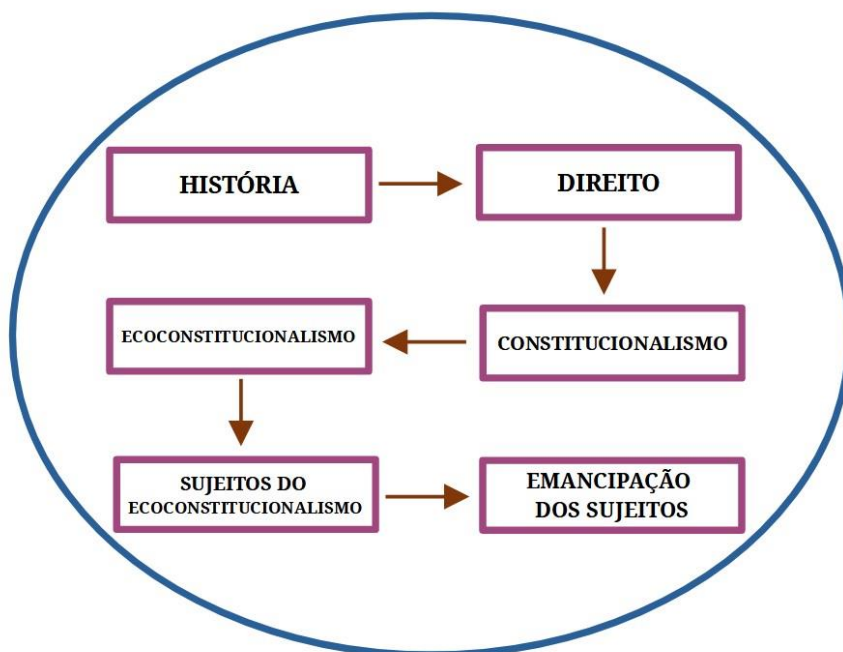 HISTÓRIA
DIREITO
CONSTITUCIONALISMO
ECOCONSTITUCIONALISMO
SUJEITOS DO
ECOCONSTITUCIONALISMO
EMANCIPAÇÃO
DOS SUJEITOS